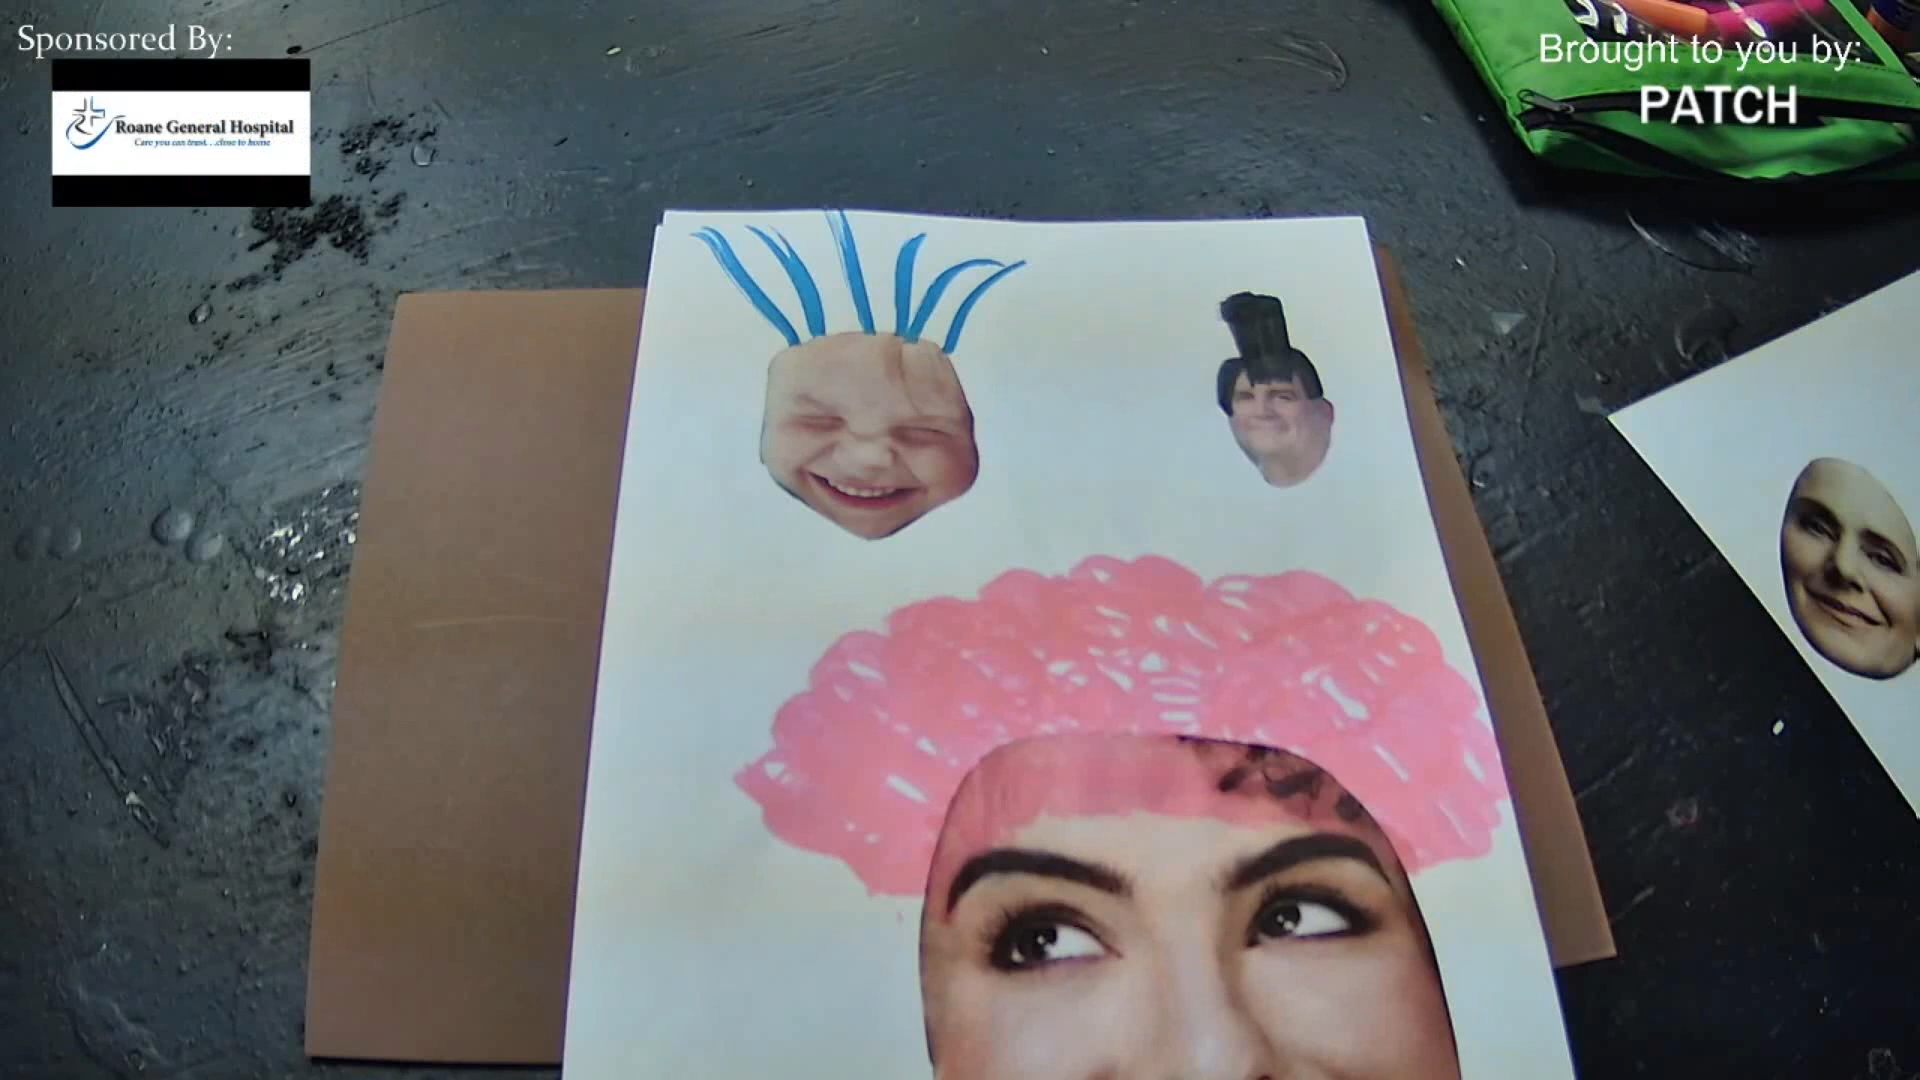 Sponsored By:
Roane General Hospital
Care you can trust. . .close to home
Brought to you by:
PATCH